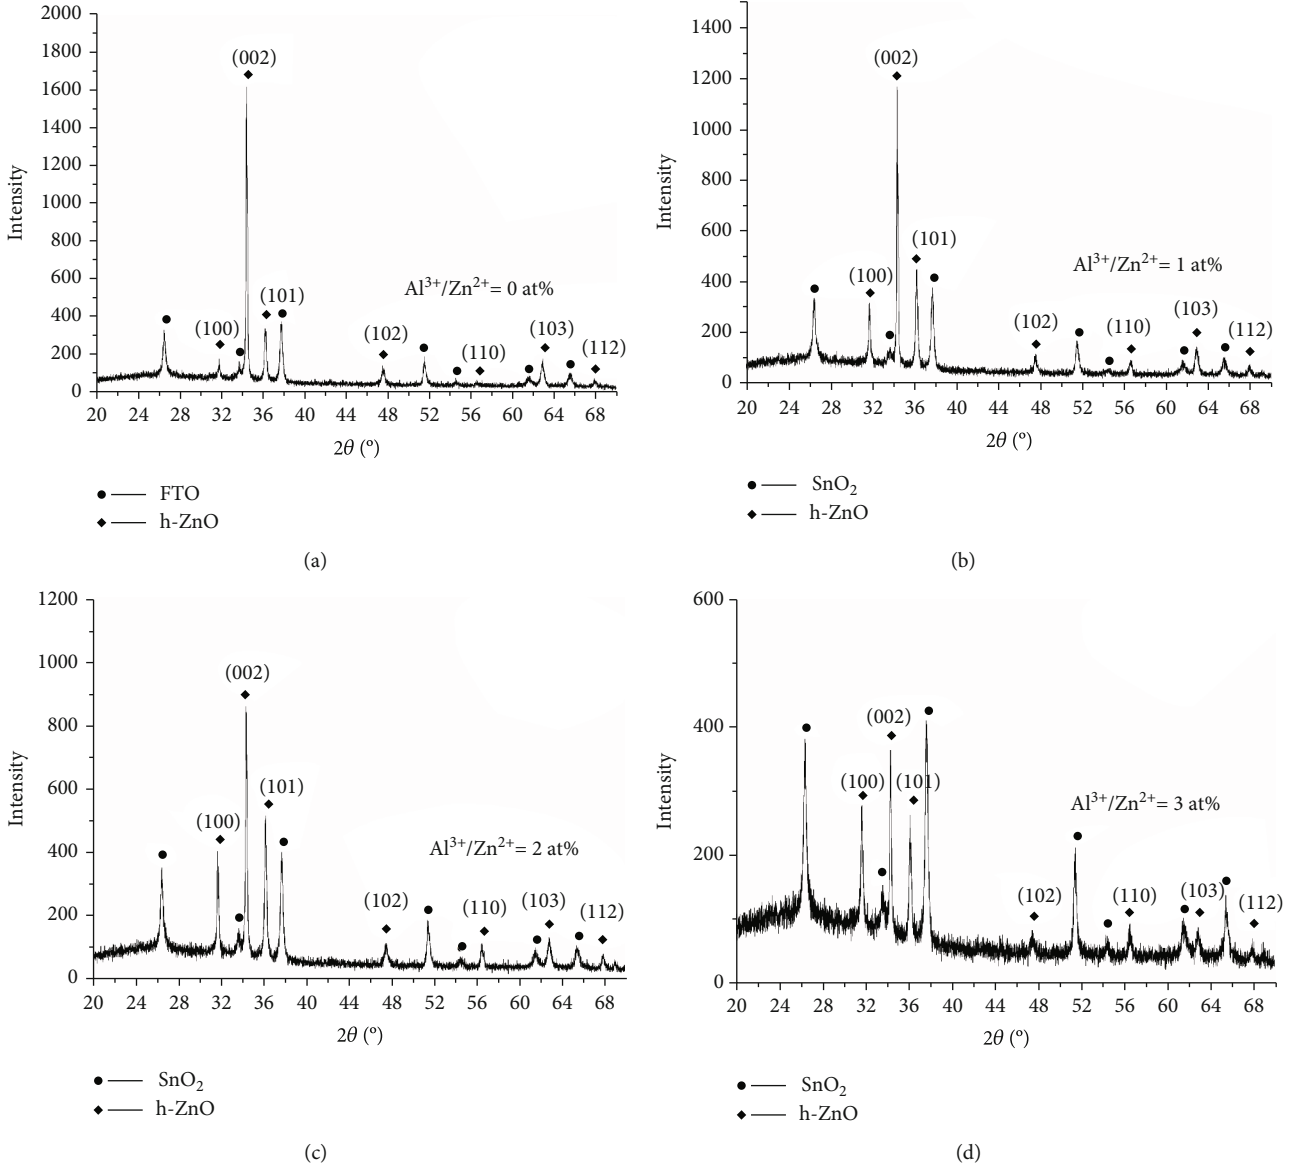 2000
1800
1600
1400
1200
1000
800
600
400
200
0
Intensity
(002)
(100)
(101)
(102)
(110)
(103)
(112)
Al³⁺/Zn²⁺= 0 at%
20 24 28 32 36 40 44 48 52 56 60 64 68
2θ (º)
FTO
h-ZnO
(a)
1400
1200
1000
800
600
400
200
0
Intensity
(002)
(100)
(101)
(102)
(110)
(103)
(112)
Al³⁺/Zn²⁺= 1 at%
20 24 28 32 36 40 44 48 52 56 60 64 68
2θ (º)
SnO₂
h-ZnO
(b)
1200
1000
800
600
400
200
0
Intensity
(002)
(100)
(101)
(102)
(110)
(103)
(112)
Al³⁺/Zn²⁺= 2 at%
20 24 28 32 36 40 44 48 52 56 60 64 68
2θ (º)
SnO₂
h-ZnO
(c)
600
400
200
0
Intensity
(002)
(100)
(101)
(102)
(110)
(103)
(112)
Al³⁺/Zn²⁺= 3 at%
20 24 28 32 36 40 44 48 52 56 60 64 68
2θ (º)
SnO₂
h-ZnO
(d)